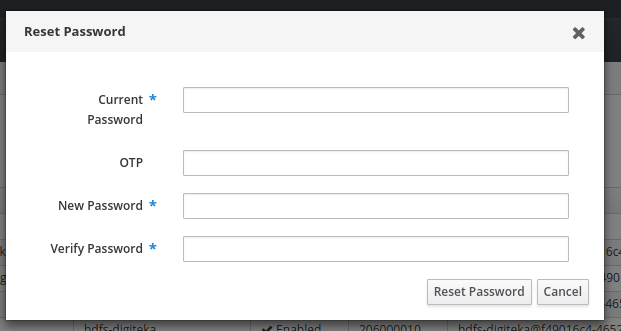 Reset Password
Current *
Password
OTP
New Password *
Verify Password *
Reset Password Cancel
hdfs-digiteka Enabled 206000010 hdfs-digiteka@f49016c4-4652